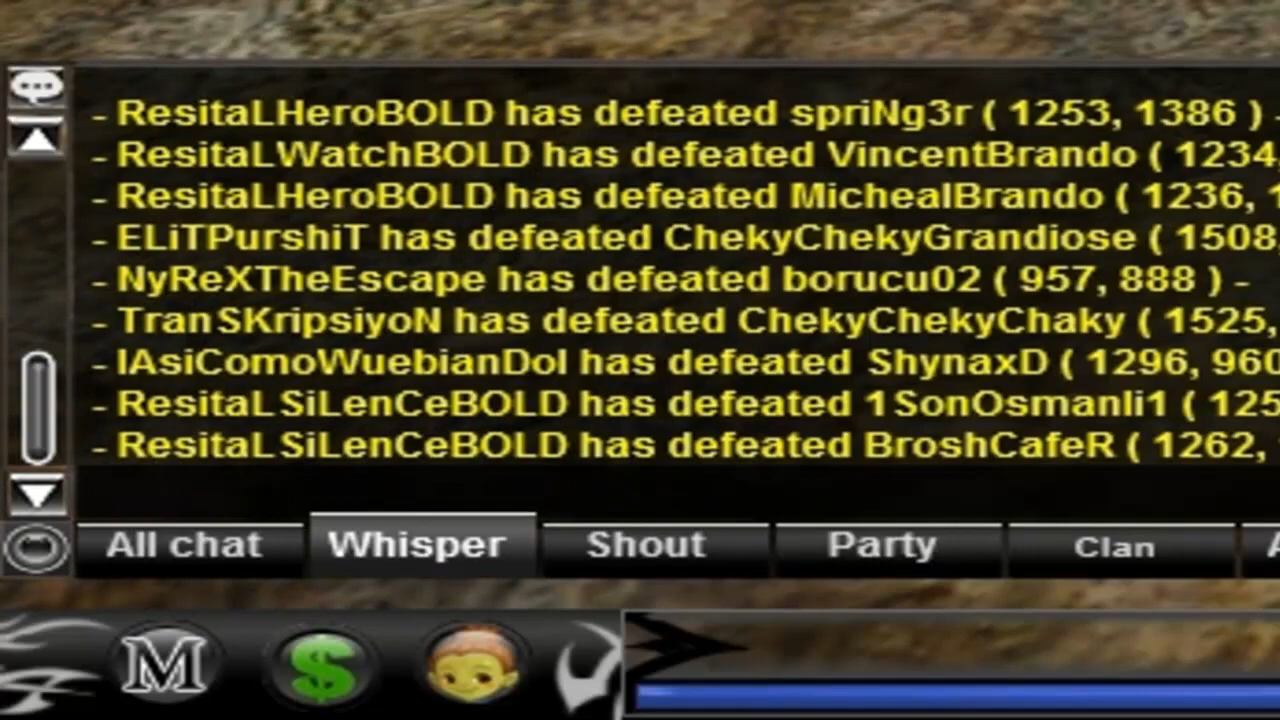 - ResitaLHeroBOLD has defeated spriNg3r ( 1253, 1386 ) -
- ResitaLWatchBOLD has defeated VincentBrando ( 1234,
- ResitaLHeroBOLD has defeated MichealBrando ( 1236, 1
- ELiTPurshiT has defeated ChekyChekyGrandiose ( 1508,
- NyReXTheEscape has defeated borucu02 ( 957, 888 ) -
- TranSKripsiyoN has defeated ChekyChekyChaky ( 1525,
- lAsiComoWuebianDol has defeated ShynaxD ( 1296, 960
- ResitaLSiLenCeBOLD has defeated 1SonOsmanli1 ( 125
- ResitaLSiLenCeBOLD has defeated BroshCafeR ( 1262,
All chat Whisper Shout Party Clan A
M $